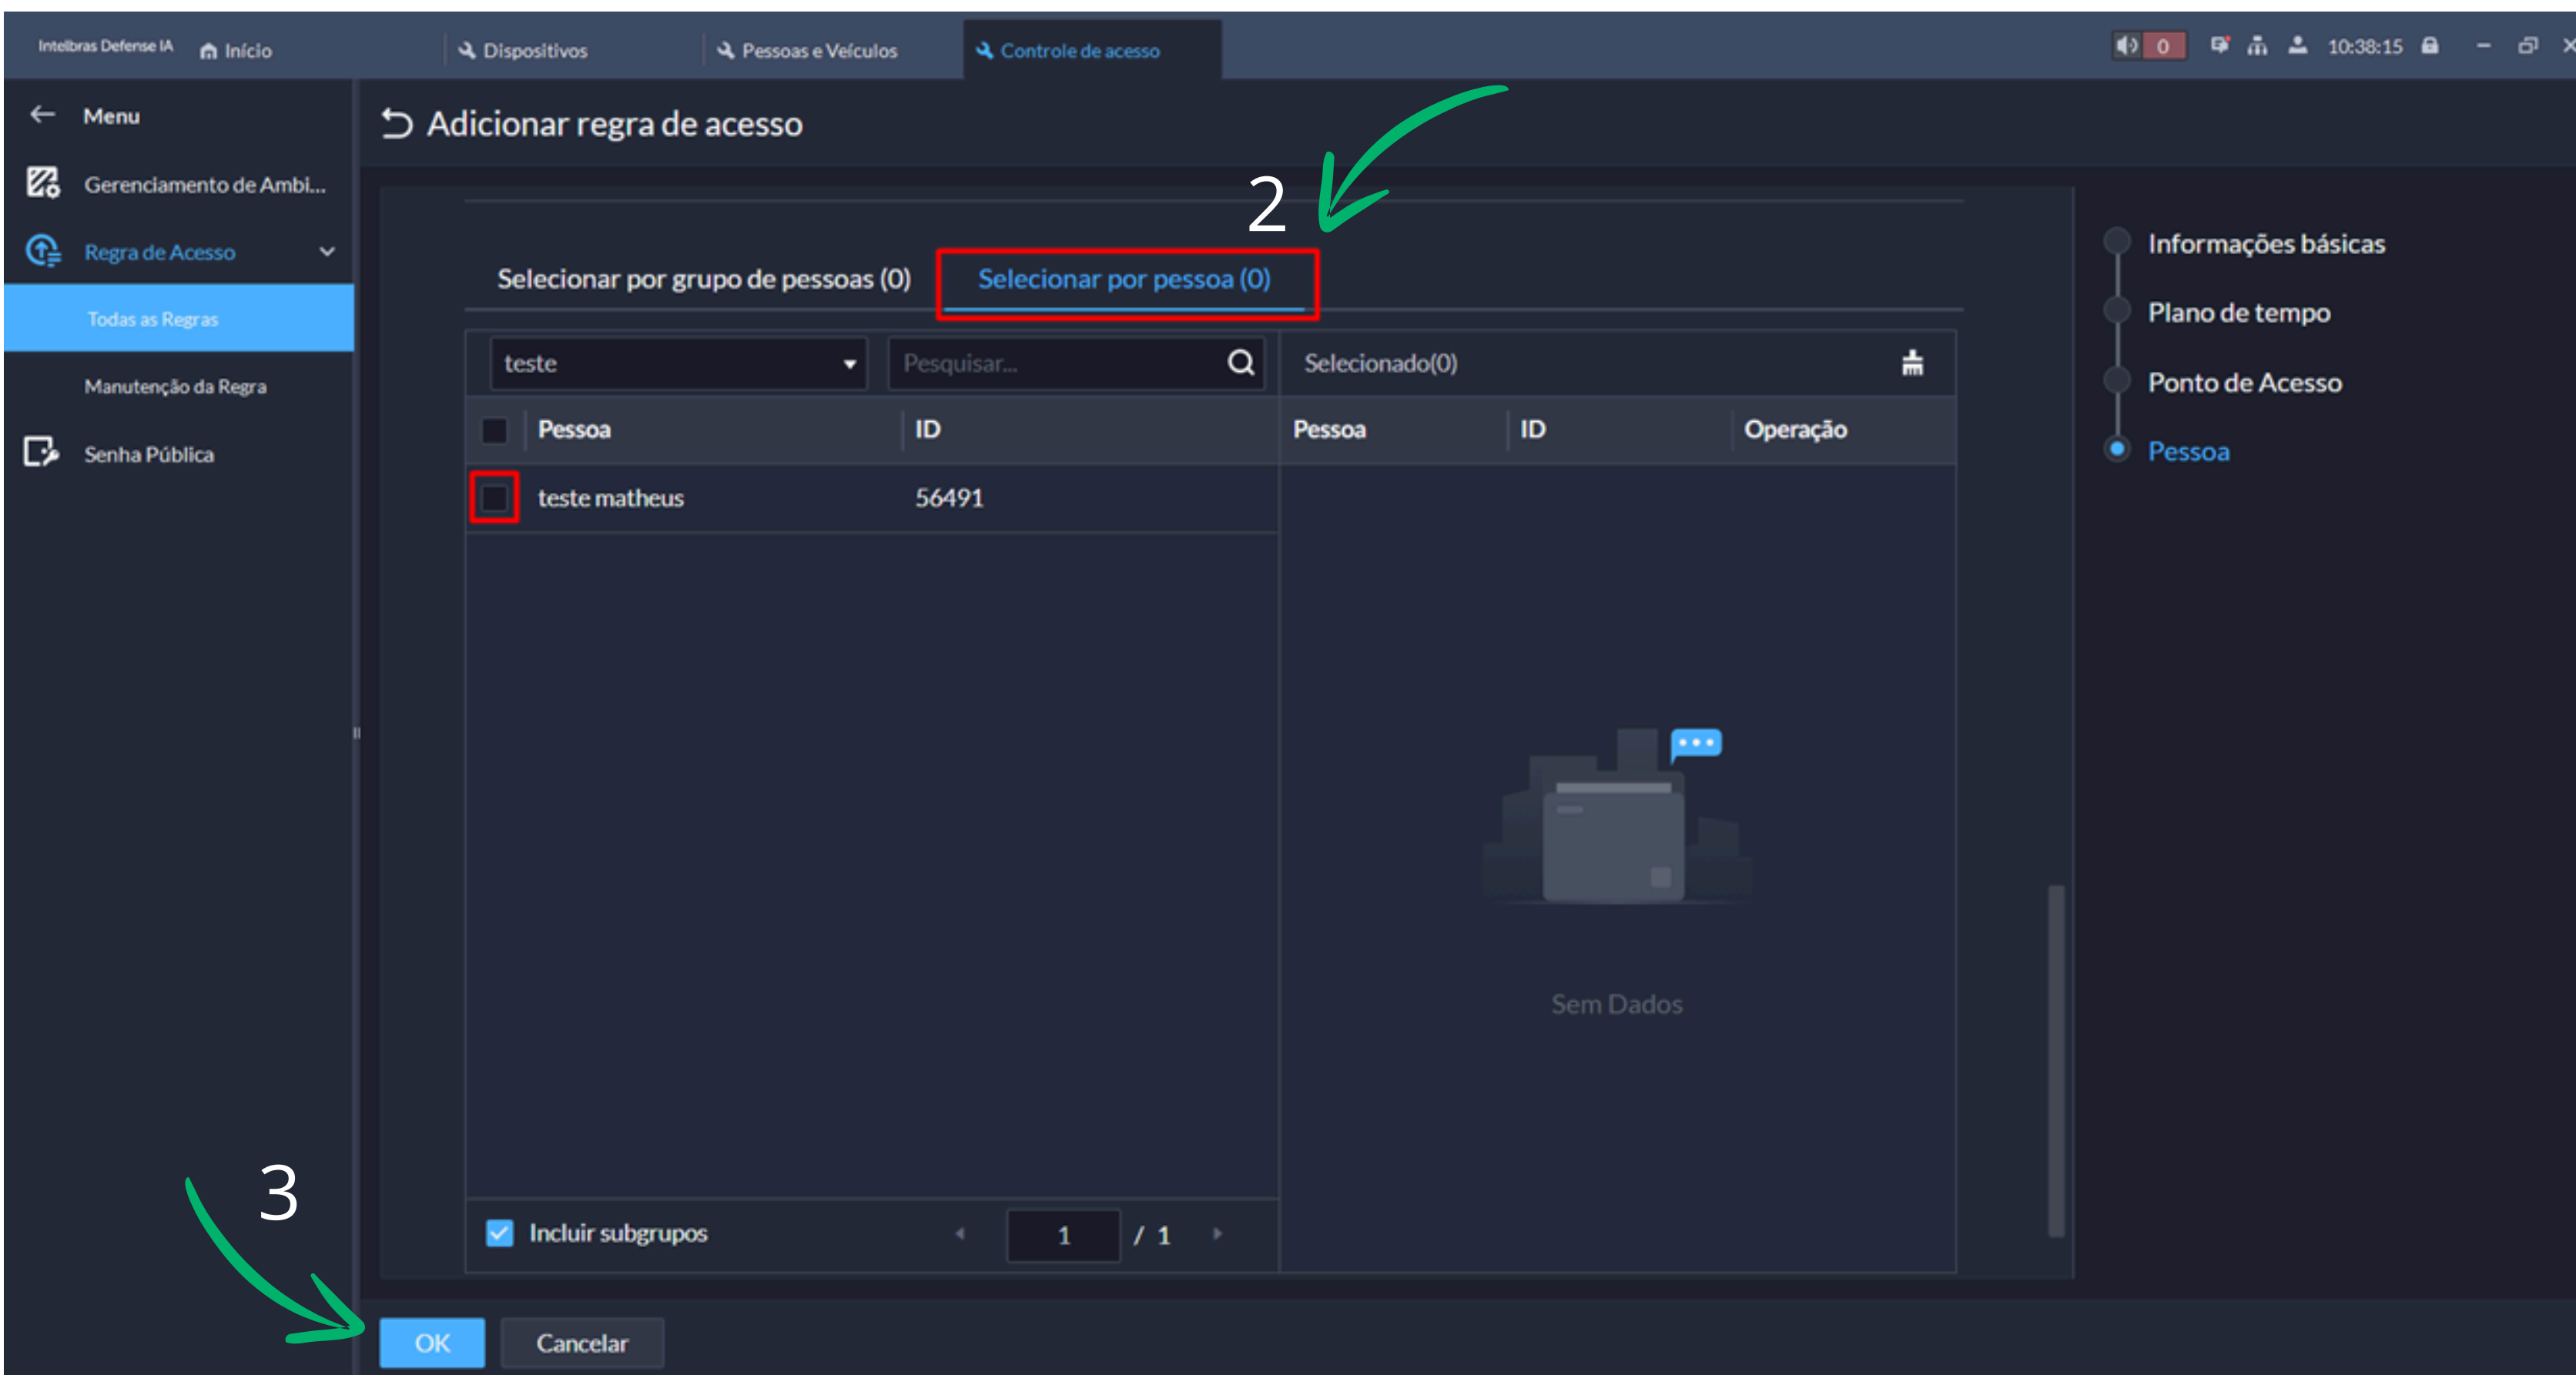 Intelbras Defense IA
Início
Dispositivos
Pessoas e Veículos
Controle de acesso
0
10:38:15
Menu
Gerenciamento de Ambi...
Regra de Acesso
Todas as Regras
Manutenção da Regra
Senha Pública
Adicionar regra de acesso
2
Selecionar por grupo de pessoas (0)
Selecionar por pessoa (0)
teste
Pesquisar...
Selecionado(0)
Pessoa
ID
Pessoa
ID
Operação
teste matheus
56491
Sem Dados
Incluir subgrupos
1 / 1
Informações básicas
Plano de tempo
Ponto de Acesso
Pessoa
3
OK
Cancelar